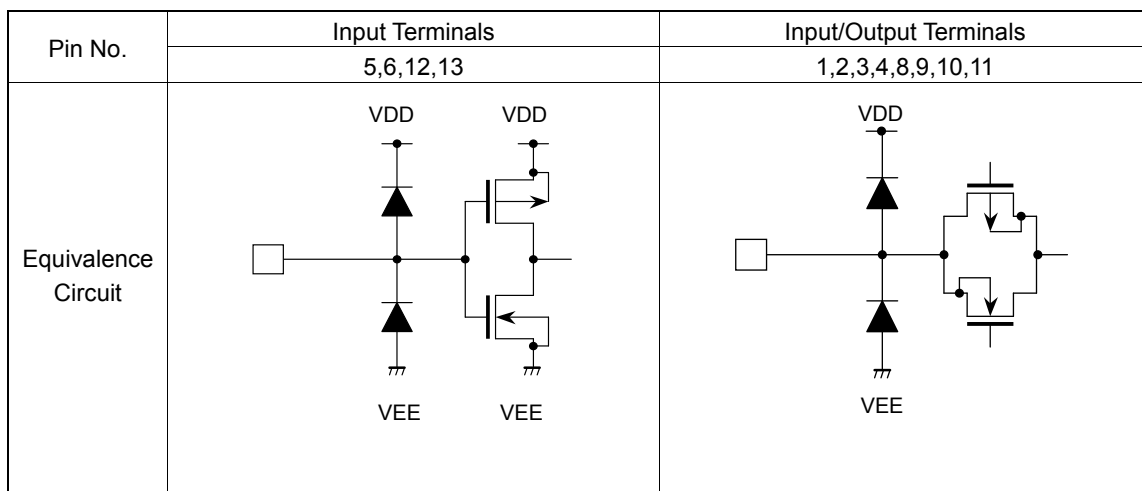 Pin No.
Input Terminals
Input/Output Terminals
5,6,12,13
1,2,3,4,8,9,10,11
Equivalence
Circuit
VDD
VDD
VEE
VEE
VDD
VEE